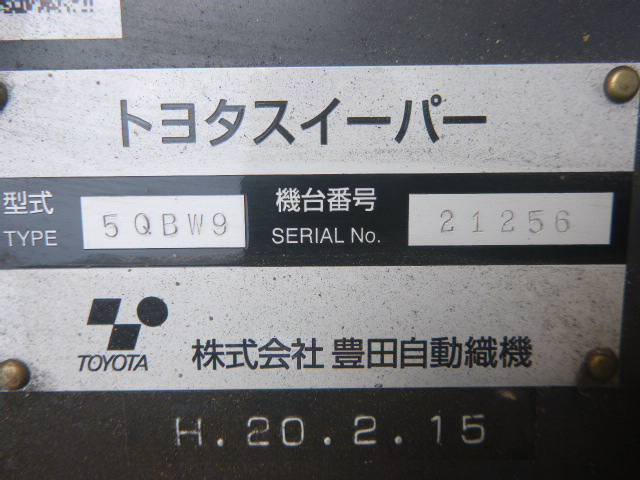 トヨタスイーパー
型式 5QBW9 機台番号 21256
TYPE SERIAL No.
TOYOTA 株式会社 豊田自動織機
H.20.2.15